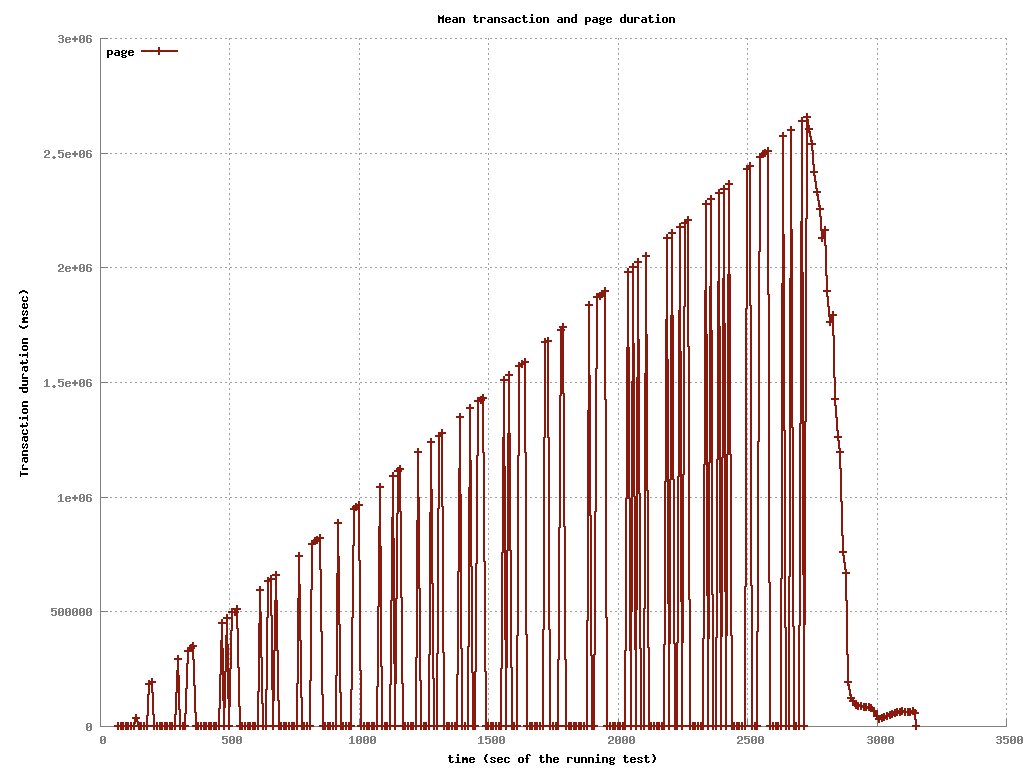 Mean transaction and page duration
3e+06
page
2.5e+06
2e+06
Transaction duration (msec)
1.5e+06
1e+06
500000
0
0 500 1000 1500 2000 2500 3000 3500
time (sec of the running test)